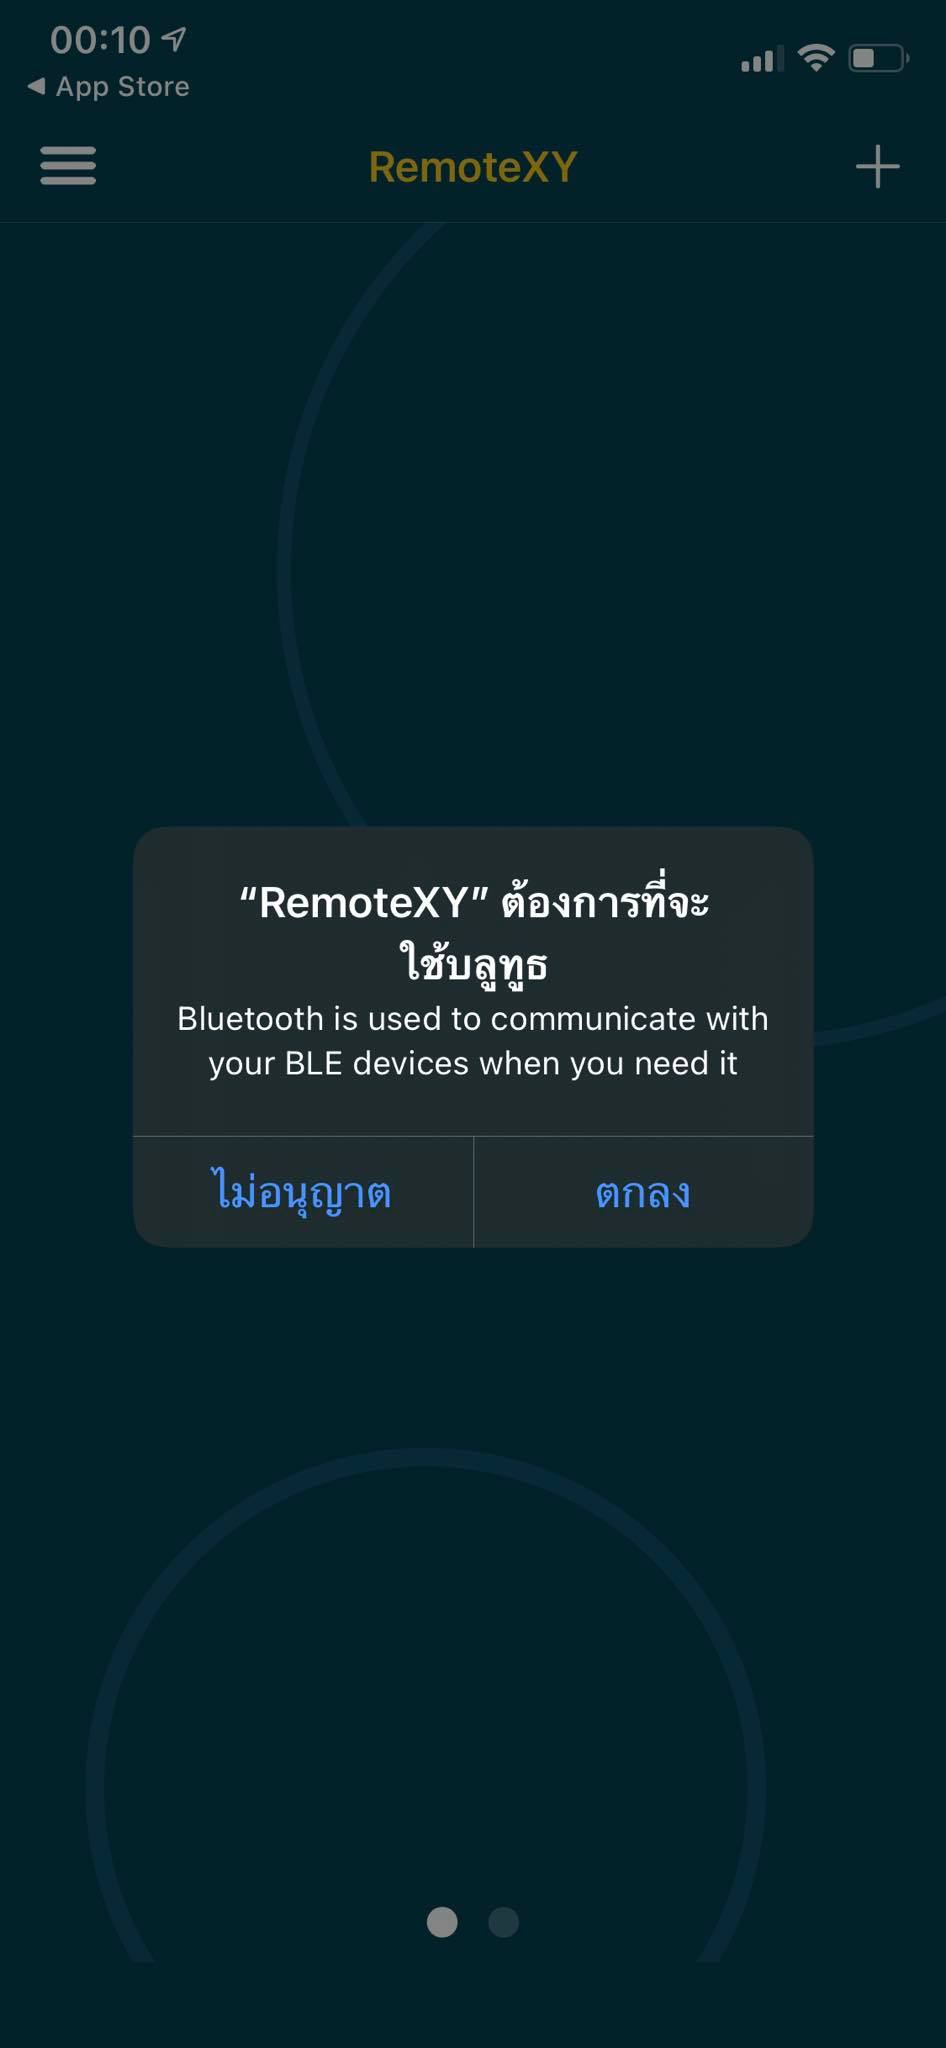 00:10
◀ App Store
RemoteXY
“RemoteXY” ต้องการที่จะ
ใช้บลูทูธ
Bluetooth is used to communicate with
your BLE devices when you need it
ไม่อนุญาต
ตกลง